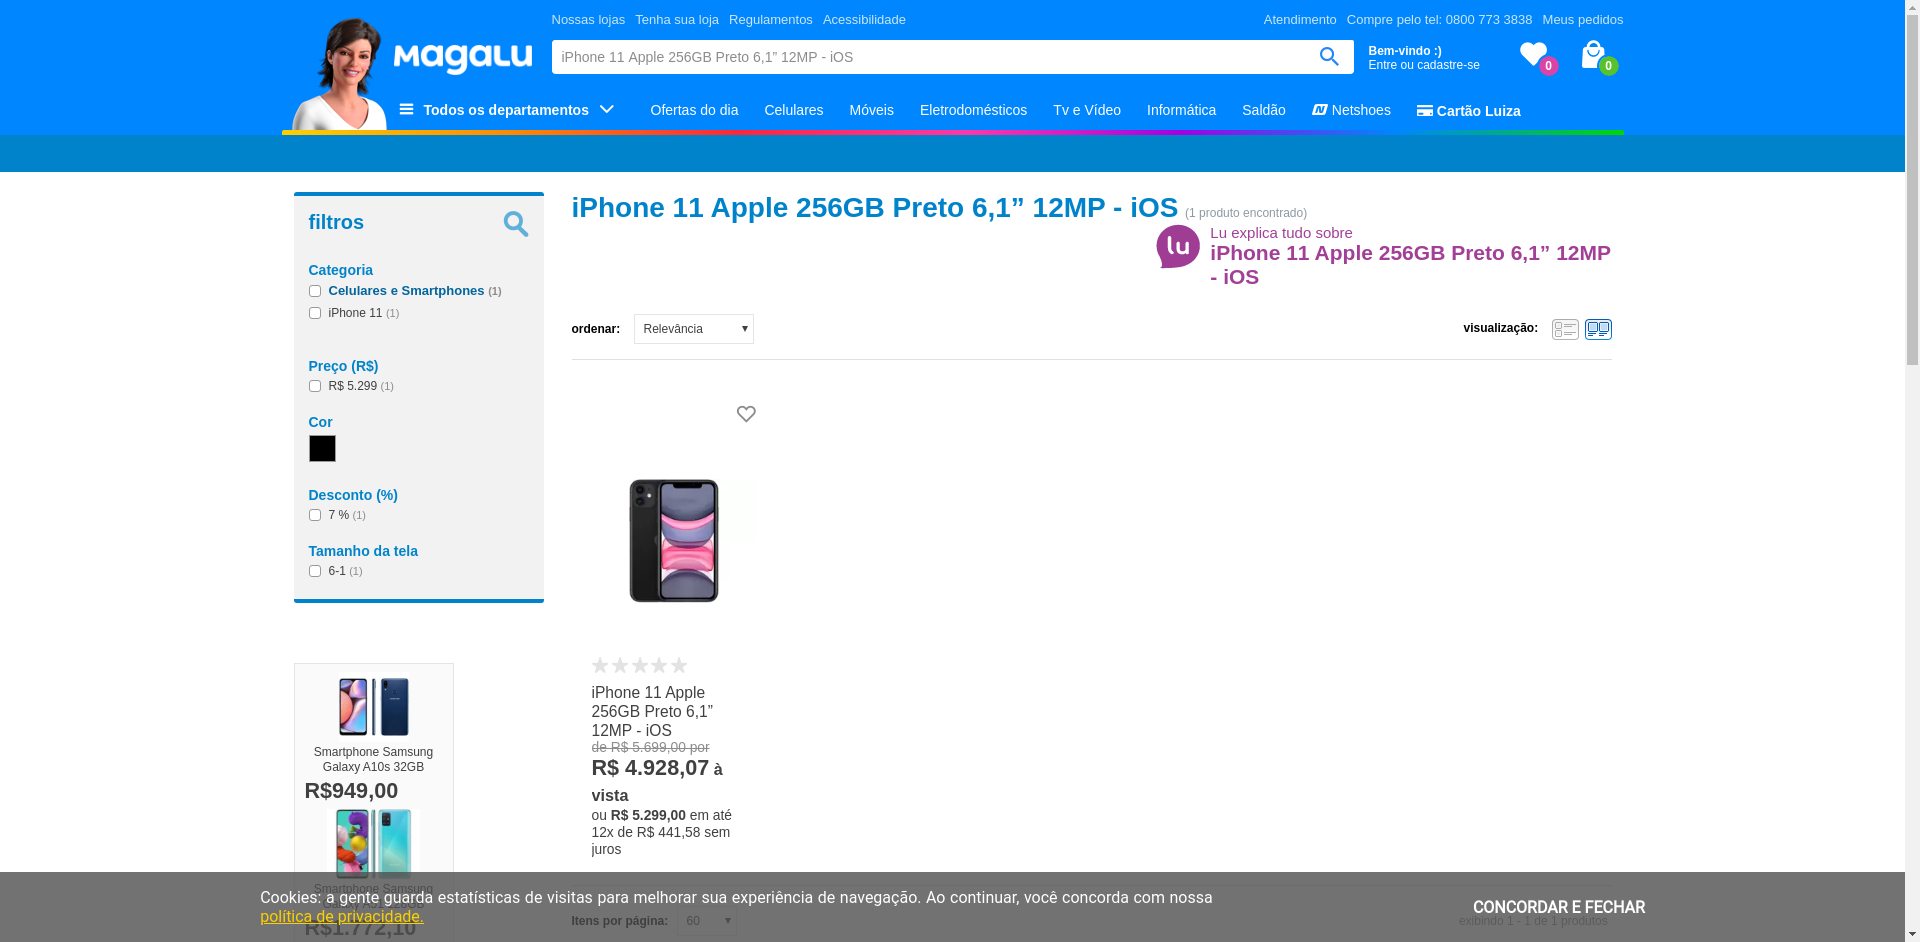 Nossas lojas Tenha sua loja Regulamentos Acessibilidade
Atendimento Compre pelo tel: 0800 773 3838 Meus pedidos
MAGALU
iPhone 11 Apple 256GB Preto 6,1” 12MP - iOS
Bem-vindo :)
Entre ou cadastre-se
0
0
Todos os departamentos
Ofertas do dia Celulares Móveis Eletrodomésticos Tv e Vídeo Informática Saldão Netshoes Cartão Luiza
filtros
Categoria
Celulares e Smartphones (1)
iPhone 11 (1)
Preço (R$)
R$ 5.299 (1)
Cor
Desconto (%)
7 % (1)
Tamanho da tela
6-1 (1)
Smartphone Samsung
Galaxy A10s 32GB
R$949,00
Smartphone Samsung
R$1.772,10
iPhone 11 Apple 256GB Preto 6,1” 12MP - iOS (1 produto encontrado)
lu
Lu explica tudo sobre
iPhone 11 Apple 256GB Preto 6,1” 12MP
- iOS
ordenar: Relevância
visualização:
iPhone 11 Apple
256GB Preto 6,1”
12MP - iOS
de R$ 5.699,00 por
R$ 4.928,07 à
vista
ou R$ 5.299,00 em até
12x de R$ 441,58 sem
juros
Itens por página: 60
exibindo 1 - 1 de 1 produtos
Cookies: a gente guarda estatísticas de visitas para melhorar sua experiência de navegação. Ao continuar, você concorda com nossa
política de privacidade.
CONCORDAR E FECHAR